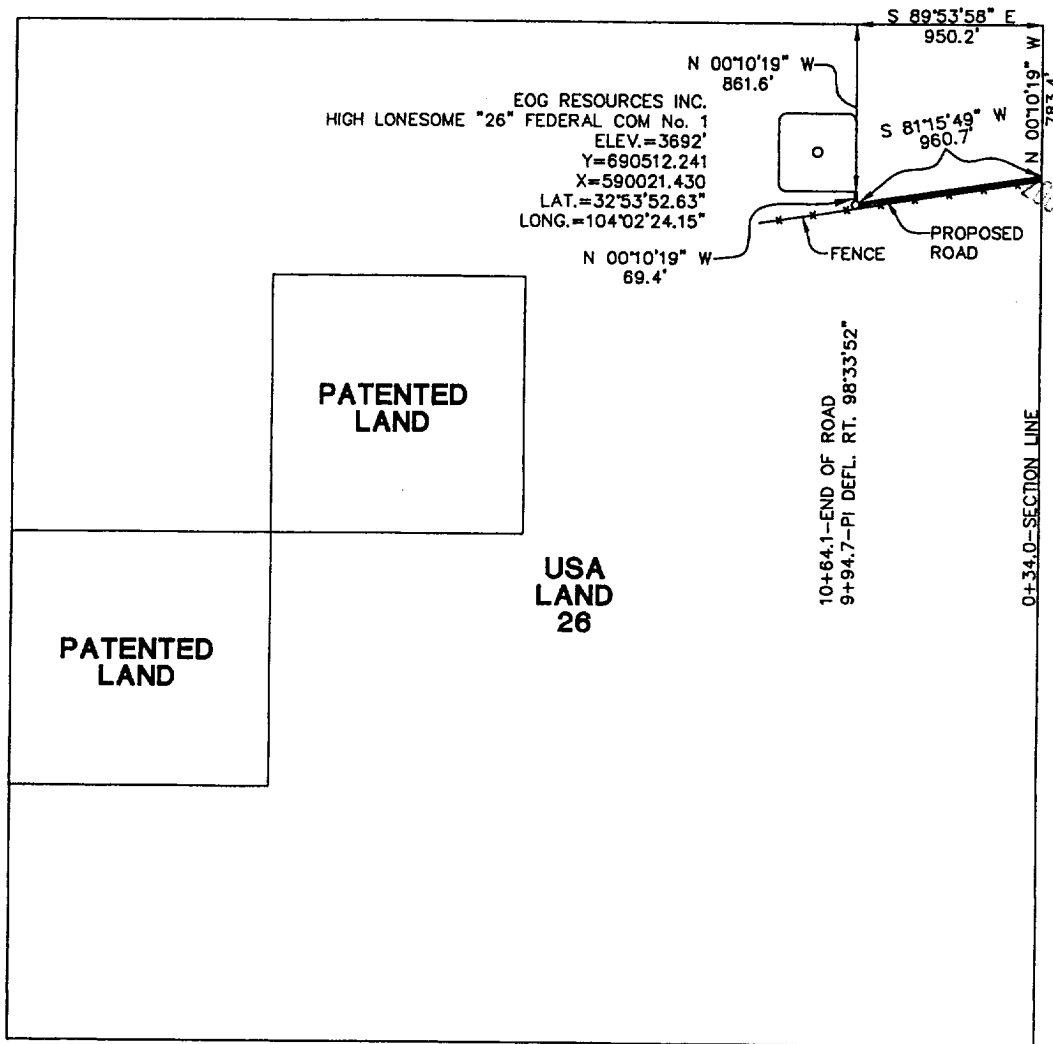 S 89°53'58" E
950.2'
N 00°10'19" W
861.6'
N 00°10'19" W
783.4'
EOG RESOURCES INC.
HIGH LONESOME "26" FEDERAL COM No. 1
ELEV.=3692'
Y=690512.241
X=590021.430
LAT.=32°53'52.63"
LONG.=104°02'24.15"
S 81°15'49" W
960.7'
N 00°10'19" W
69.4'
FENCE
PROPOSED
ROAD
10+64.1-END OF ROAD
9+94.7-PI DEFL. RT. 98°33'52"
0+34.0-SECTION LINE
PATENTED
LAND
USA
LAND
26
PATENTED
LAND